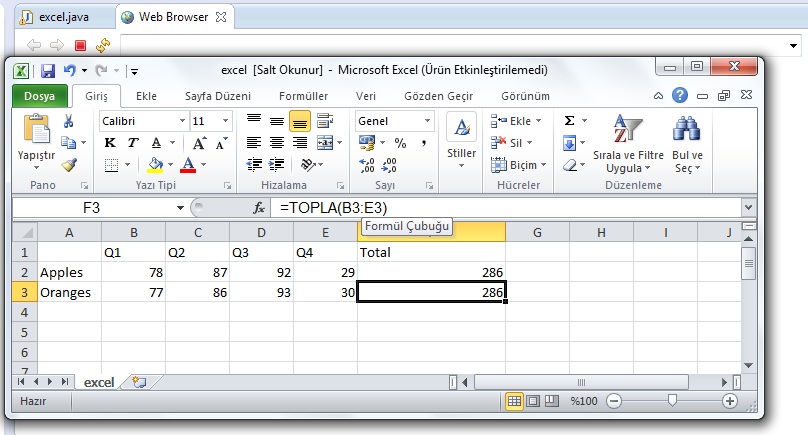 excel.java Web Browser
excel [Salt Okunur] - Microsoft Excel (Ürün Etkinleştirilemedi)
Dosya Giriş Ekle Sayfa Düzeni Formüller Veri Gözden Geçir Görünüm
Yapıştır Calibri 11 Genel Stiller Ekle Σ Sırala ve Filtre Uygula Bul ve Seç
K T A A A % , Sil
A Biçim
Pano Yazı Tipi Hizalama Sayı Hücreler Düzenleme
F3 fx =TOPLA(B3:E3)
Formül Çubuğu
A B C D E G H I J
1 Q1 Q2 Q3 Q4 Total
2 Apples 78 87 92 29 286
3 Oranges 77 86 93 30 286
4
5
6
7
excel
Hazır %100